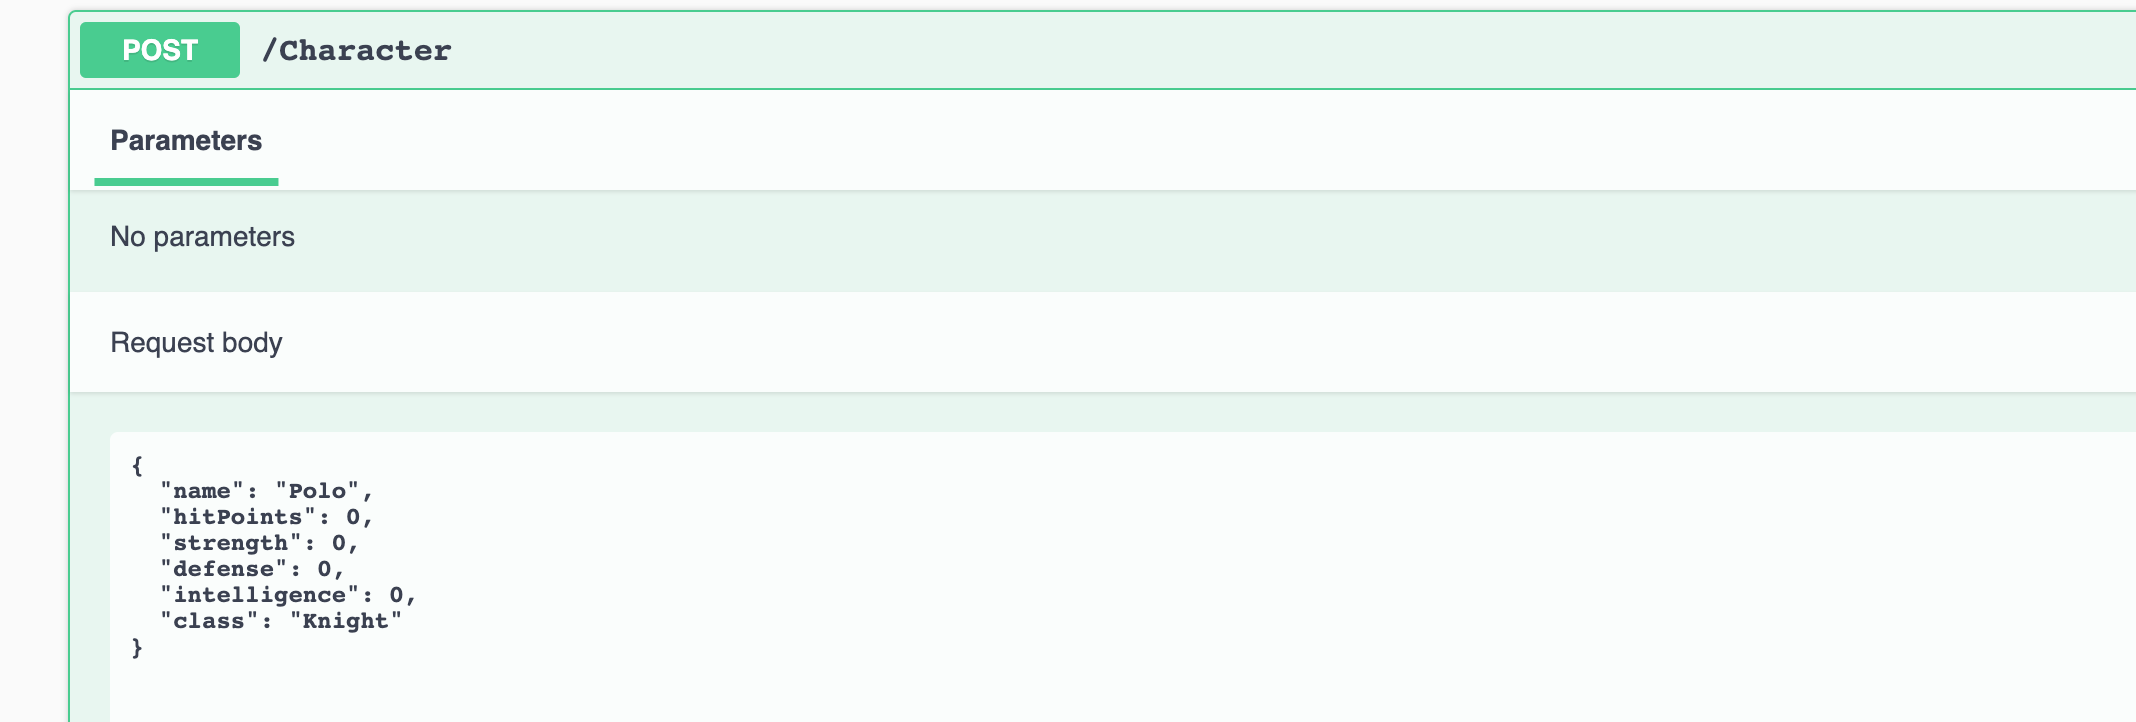 POST /Character
Parameters
No parameters
Request body
{
  "name": "Polo",
  "hitPoints": 0,
  "strength": 0,
  "defense": 0,
  "intelligence": 0,
  "class": "Knight"
}